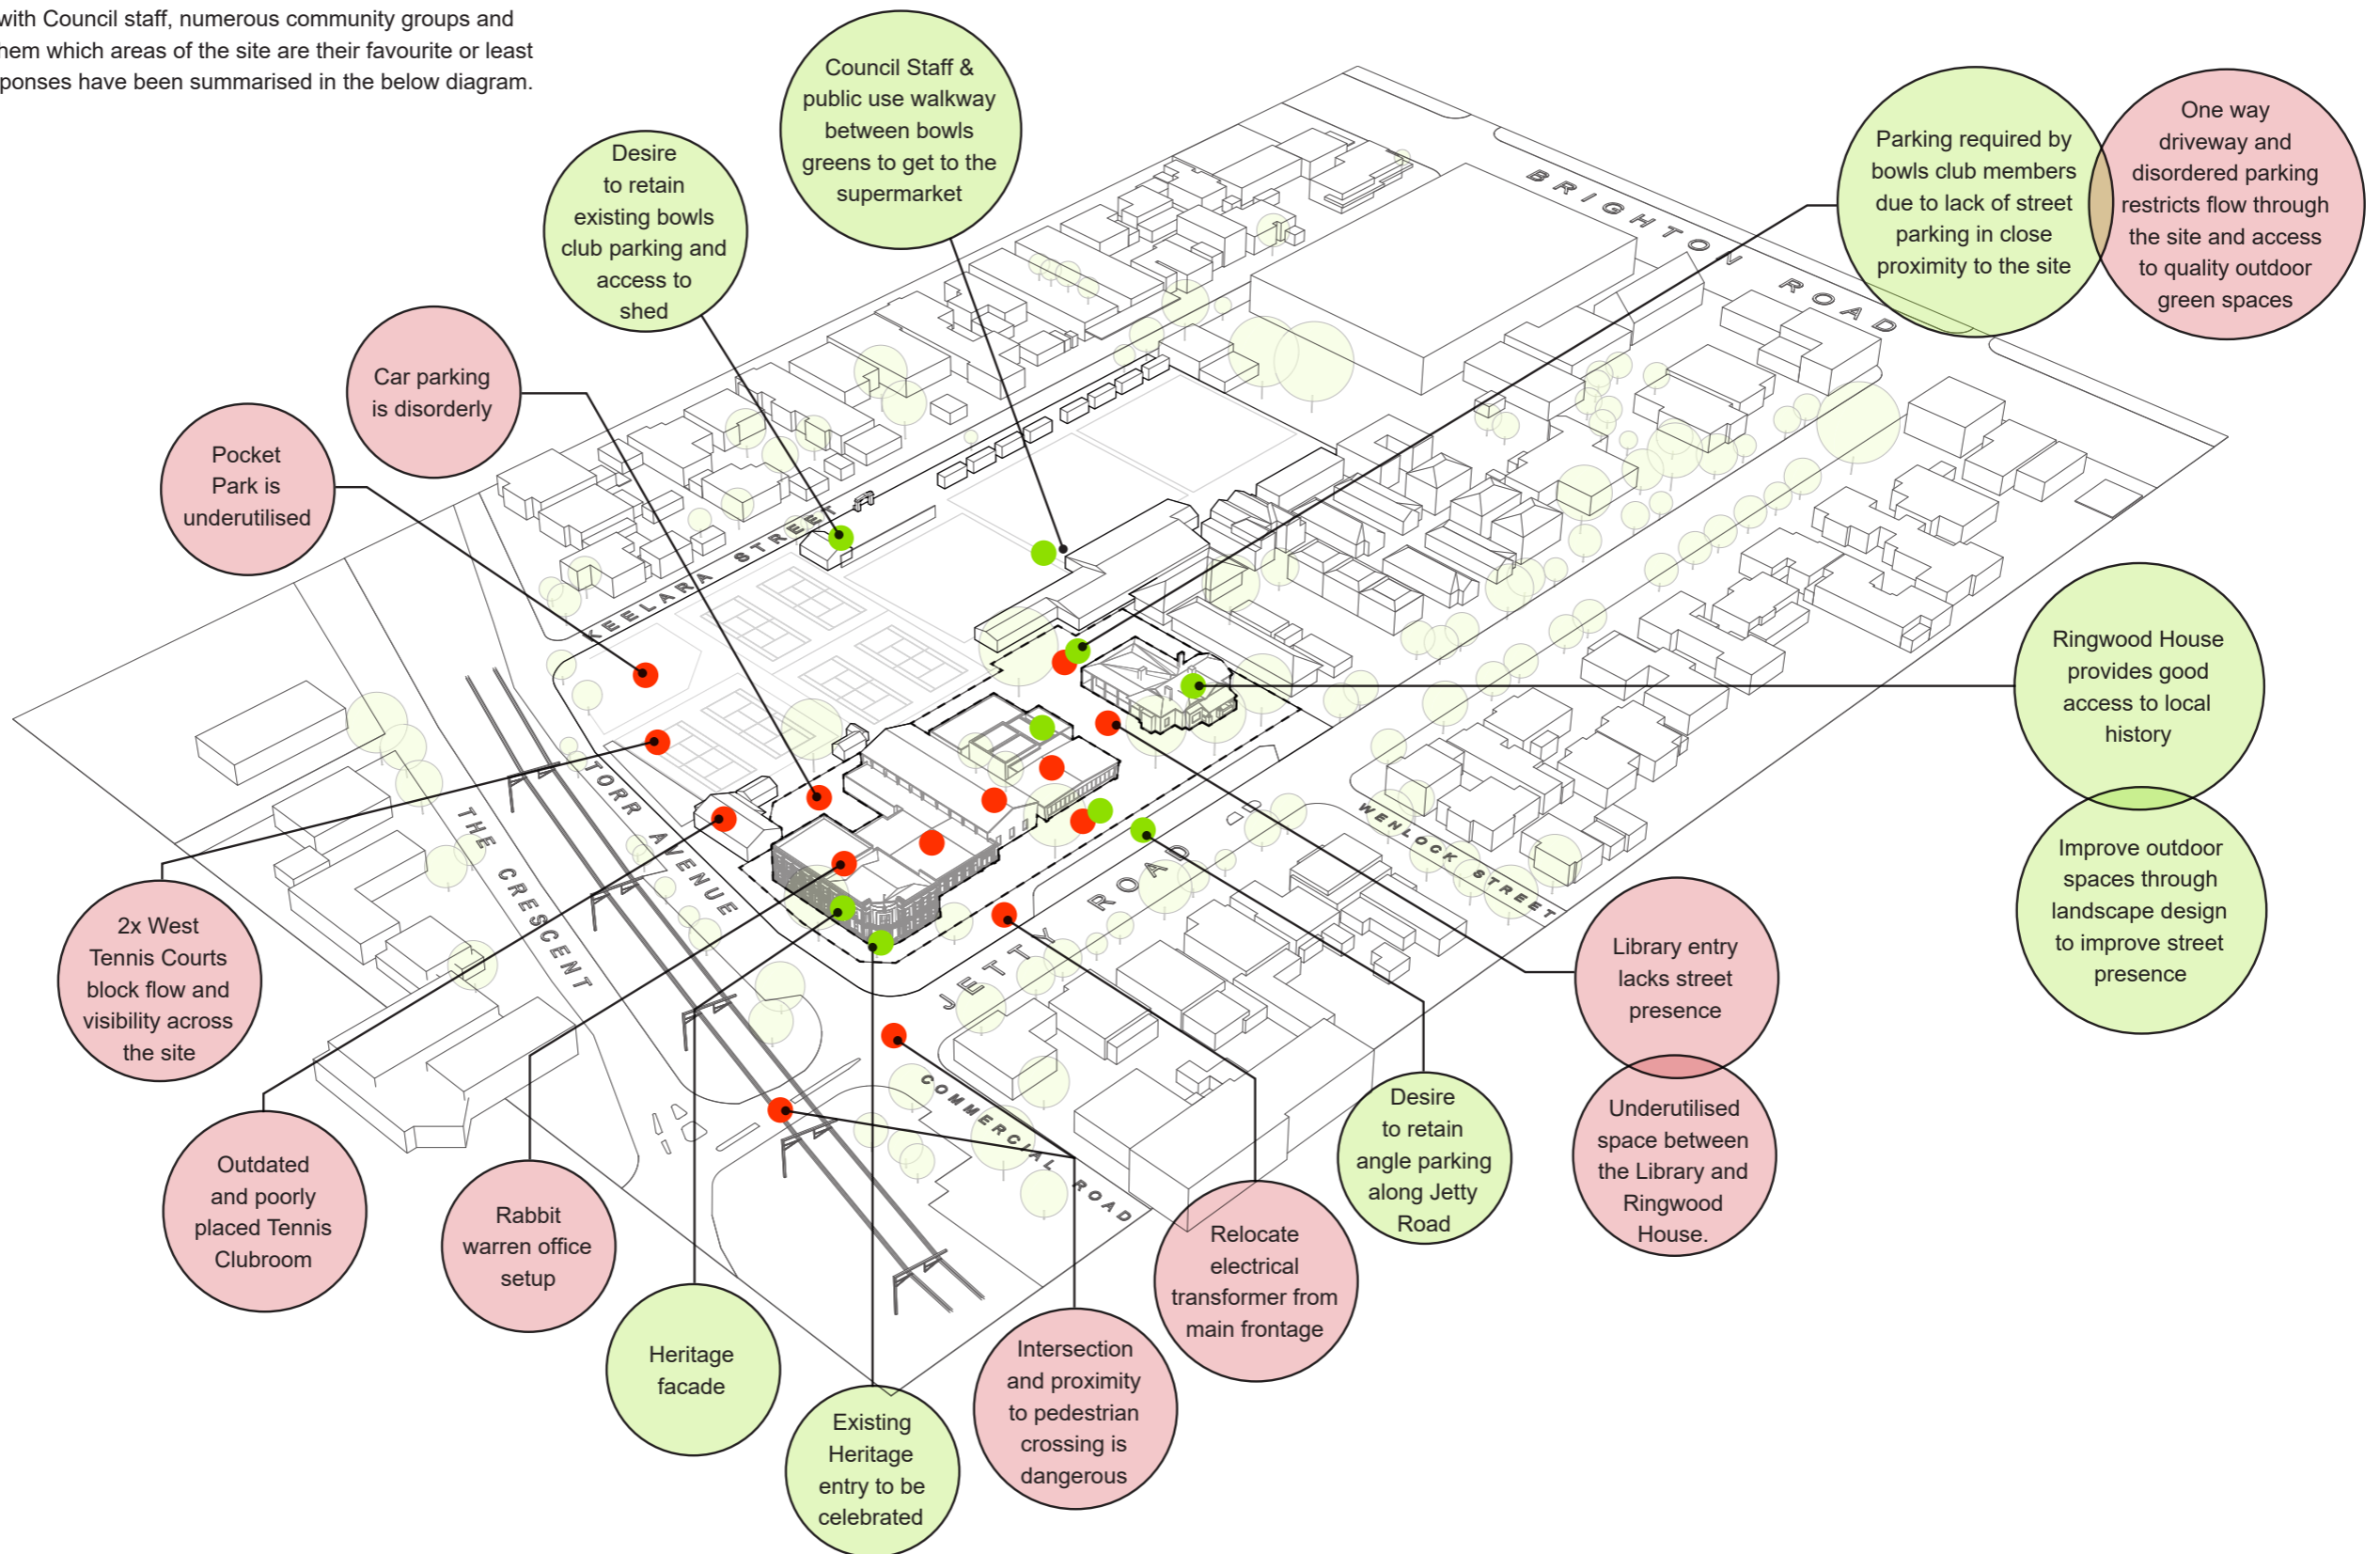 with Council staff, numerous community groups and
hem which areas of the site are their favourite or least
ponses have been summarised in the below diagram.
Council Staff &
public use walkway
between bowls
greens to get to the
supermarket
Desire
to retain
existing bowls
club parking and
access to
shed
Parking required by
bowls club members
due to lack of street
parking in close
proximity to the site
One way
driveway and
disordered parking
restricts flow through
the site and access
to quality outdoor
green spaces
Car parking
is disorderly
Pocket
Park is
underutilised
BRIGHTON ROAD
KEELARA STREET
TORR AVENUE
THE CRESCENT
JETTY ROAD
WENLOCK STREET
COMMERCIAL ROAD
Ringwood House
provides good
access to local
history
Improve outdoor
spaces through
landscape design
to improve street
presence
2x West
Tennis Courts
block flow and
visibility across
the site
Library entry
lacks street
presence
Underutilised
space between
the Library and
Ringwood
House.
Desire
to retain
angle parking
along Jetty
Road
Outdated
and poorly
placed Tennis
Clubroom
Rabbit
warren office
setup
Relocate
electrical
transformer from
main frontage
Heritage
facade
Intersection
and proximity
to pedestrian
crossing is
dangerous
Existing
Heritage
entry to be
celebrated